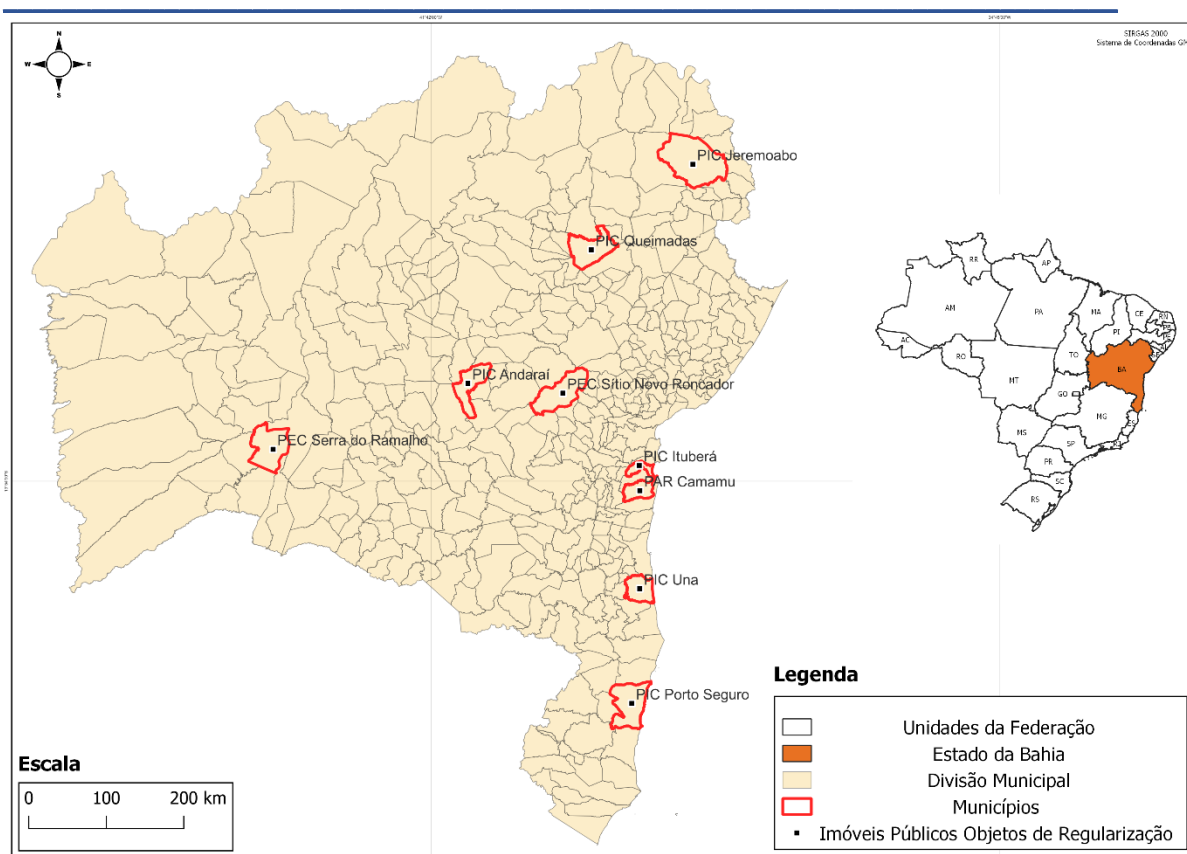 SIRGAS 2000
N
W
E
S
PIC Jeremoabo
PIC Queimadas
PIC Andaraí
PEC Sítio Novo Roncador
PEC Serra do Ramalho
PIC Ituberá
PAR Camamu
PIC Una
PIC Porto Seguro
RR
AP
AM
PA
MA
CE
RN
PI
AC
TO
RO
BA
MT
GO
MG
ES
MS
SP
RJ
PR
SC
RS
Legenda
Unidades da Federação
Estado da Bahia
Divisão Municipal
Municípios
Imóveis Públicos Objetos de Regularização
Escala
0 100 200 km